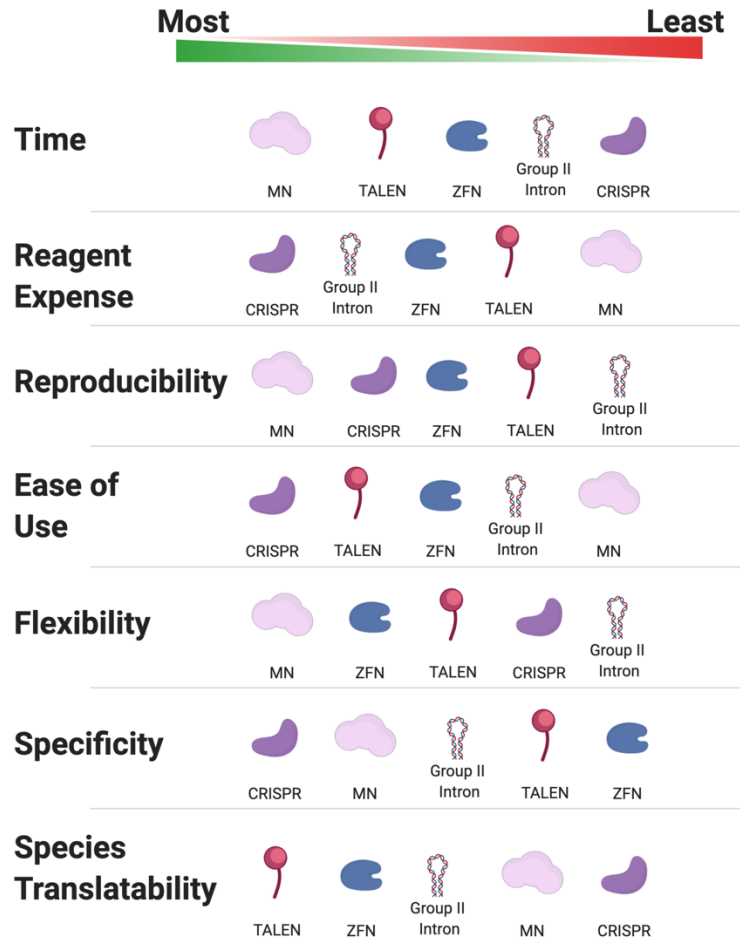 Most Least
Time
MN TALEN ZFN Group II
Intron CRISPR
Reagent
Expense
CRISPR Group II
Intron ZFN TALEN MN
Reproducibility
MN CRISPR ZFN TALEN Group II
Intron
Ease of
Use
CRISPR TALEN ZFN Group II
Intron MN
Flexibility
MN ZFN TALEN CRISPR Group II
Intron
Specificity
CRISPR MN Group II
Intron TALEN ZFN
Species
Translatability
TALEN ZFN Group II
Intron MN CRISPR